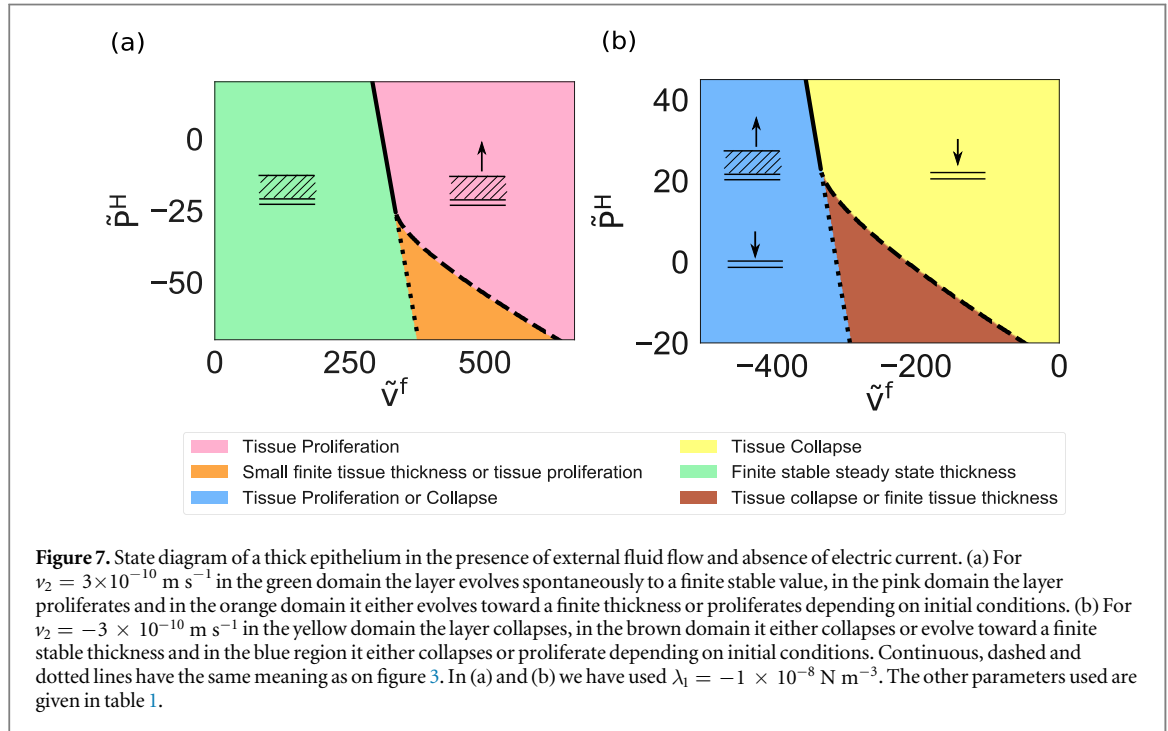 (a)
(b)
0
−25
−50
P̃ᴴ
0
250
500
ṽᶠ
40
20
0
−20
P̃ᴴ
−400
−200
0
ṽᶠ
Tissue Proliferation
Small finite tissue thickness or tissue proliferation
Tissue Proliferation or Collapse
Tissue Collapse
Finite stable steady state thickness
Tissue collapse or finite tissue thickness
Figure 7. State diagram of a thick epithelium in the presence of external fluid flow and absence of electric current. (a) For
ν₂ = 3×10⁻¹⁰ m s⁻¹ in the green domain the layer evolves spontaneously to a finite stable value, in the pink domain the layer
proliferates and in the orange domain it either evolves toward a finite thickness or proliferates depending on initial conditions. (b) For
ν₂ = −3 × 10⁻¹⁰ m s⁻¹ in the yellow domain the layer collapses, in the brown domain it either collapses or evolve toward a finite
stable thickness and in the blue region it either collapses or proliferate depending on initial conditions. Continuous, dashed and
dotted lines have the same meaning as on figure 3. In (a) and (b) we have used λ₁ = −1 × 10⁻⁸ N m⁻³. The other parameters used are
given in table 1.